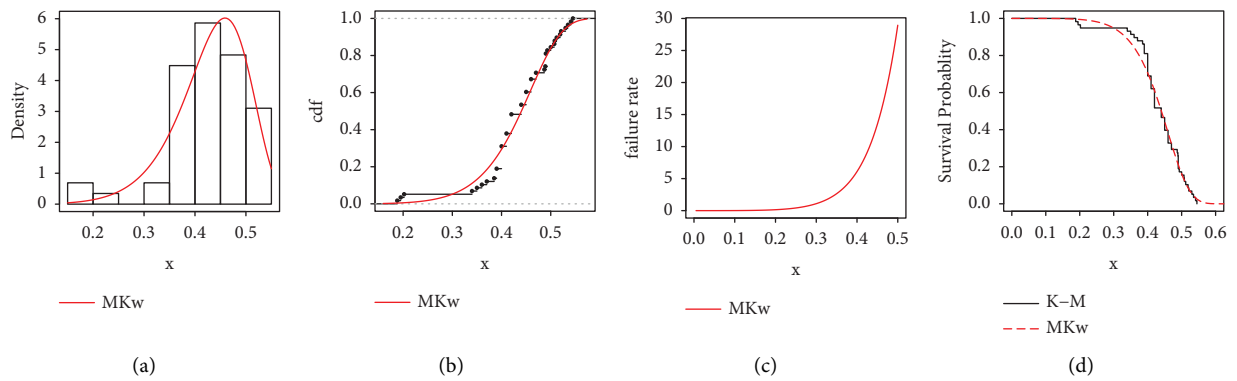 Density
6
5
4
3
2
1
0
0.2 0.3 0.4 0.5
x
MKw
(a)
cdf
1.0
0.8
0.6
0.4
0.2
0.0
0.2 0.3 0.4 0.5
x
MKw
(b)
failure rate
30
25
20
15
10
5
0
0.0 0.1 0.2 0.3 0.4 0.5
x
MKw
(c)
Survival Probablity
1.0
0.8
0.6
0.4
0.2
0.0
0.0 0.1 0.2 0.3 0.4 0.5 0.6
x
K−M
MKw
(d)